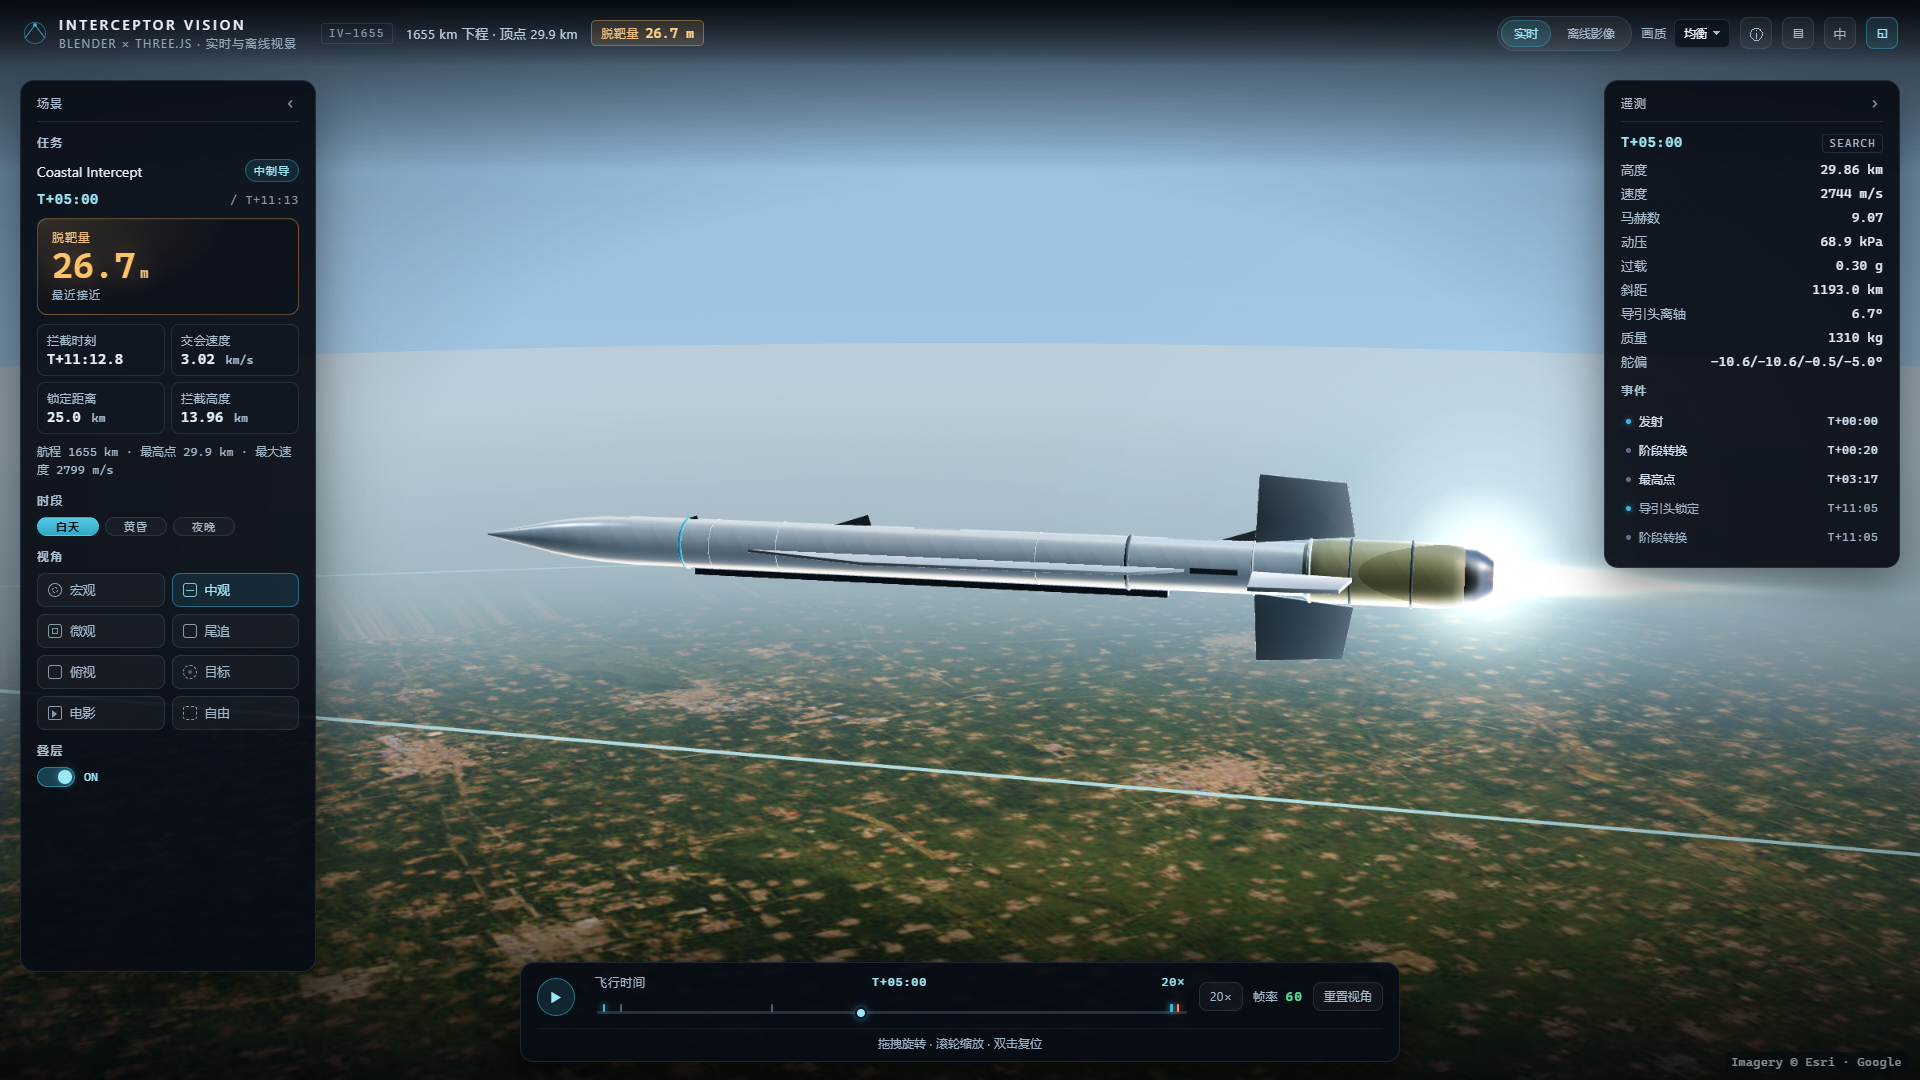 INTERCEPTOR VISION
BLENDER × THREE.JS · 实时与离线视景
IV-1655
1655 km 下程 · 顶点 29.9 km
脱靶量 26.7 m
实时
离线影像
画质
均衡
中
场景
任务
Coastal Intercept
中制导
T+05:00
/ T+11:13
脱靶量
26.7 m
最近接近
拦截时刻
T+11:12.8
交会速度
3.02 km/s
锁定距离
25.0 km
拦截高度
13.96 km
航程 1655 km · 最高点 29.9 km · 最大速
度 2799 m/s
时段
白天
黄昏
夜晚
视角
宏观
中观
微观
尾追
俯视
目标
电影
自由
叠层
ON
遥测
T+05:00
SEARCH
高度 29.86 km
速度 2744 m/s
马赫数 9.07
动压 68.9 kPa
过载 0.30 g
斜距 1193.0 km
导引头离轴 6.7°
质量 1310 kg
舵偏 −10.6/−10.6/−0.5/−5.0°
事件
发射 T+00:00
阶段转换 T+00:20
最高点 T+03:17
导引头锁定 T+11:05
阶段转换 T+11:05
飞行时间
T+05:00
20×
20×
帧率 60
重置视角
拖拽旋转 · 滚轮缩放 · 双击复位
Imagery © Esri · Google